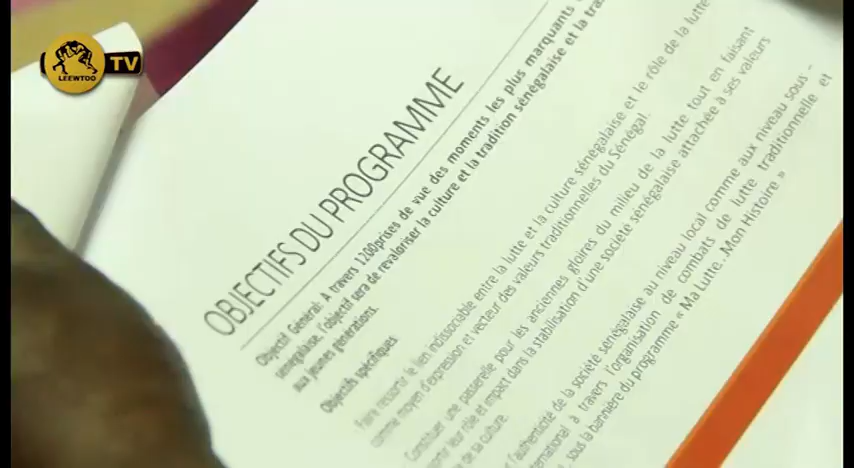 LEEWTOO
TV
OBJECTIFS DU PROGRAMME
Objectif Général: A travers 1200prises de vue des moments les plus marquants
sénégalaise, l'objectif sera de revaloriser la culture et la tradition sénégalaise et la
aux jeunes générations.
Objectifs spécifiques:
Faire ressortir le lien indissociable entre la lutte et la culture sénégalaise et le rôle de la lutte
comme moyen d'expression et vecteur des valeurs traditionnelles du Sénégal.
Constituer une passerelle pour les anciennes gloires du milieu de la lutte tout en faisant
leur rôle et impact dans la stabilisation d'une société sénégalaise attachée à ses valeurs
de sa culture.
l'authenticité de la société sénégalaise au niveau local comme aux niveau sous -
à travers l'organisation de combats de lutte traditionnelle et
sous la bannière du programme « Ma Lutte..Mon Histoire »